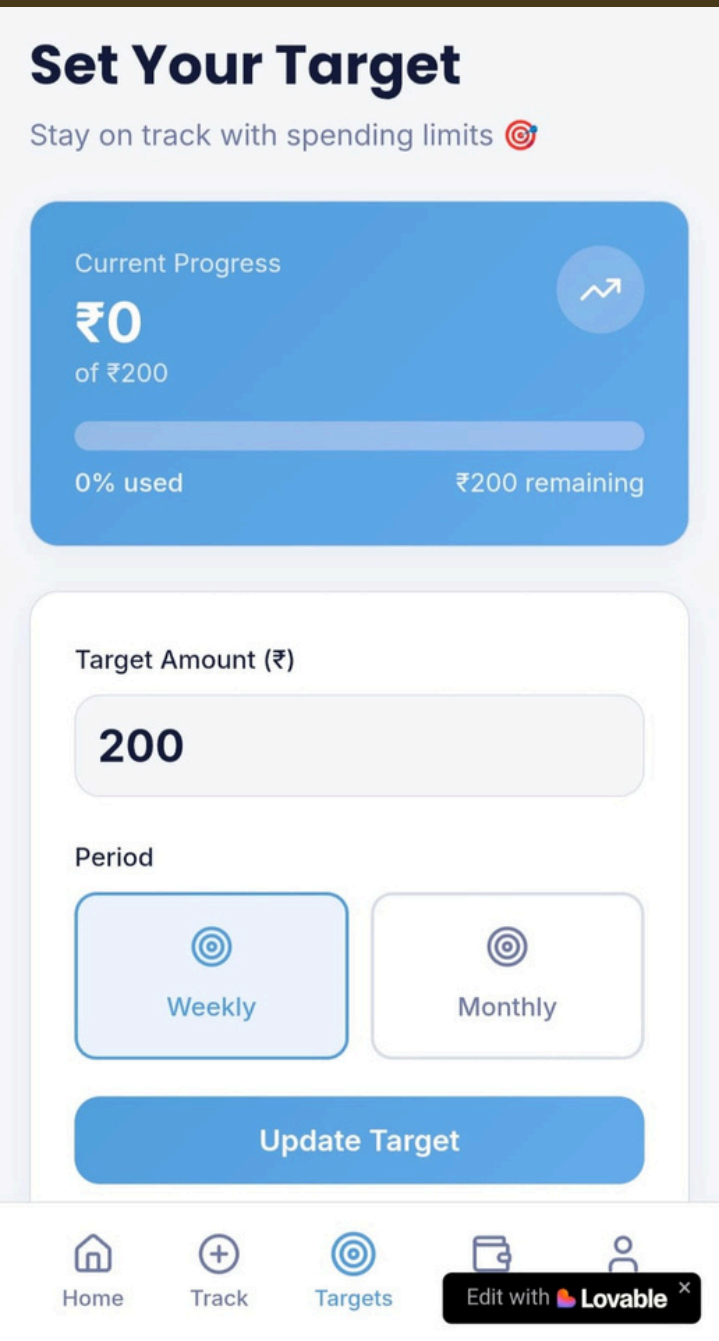 Set Your Target
Stay on track with spending limits 🎯
Current Progress
₹0
of ₹200
0% used ₹200 remaining
Target Amount (₹)
200
Period
Weekly Monthly
Update Target
Home Track Targets
Edit with Lovable ×